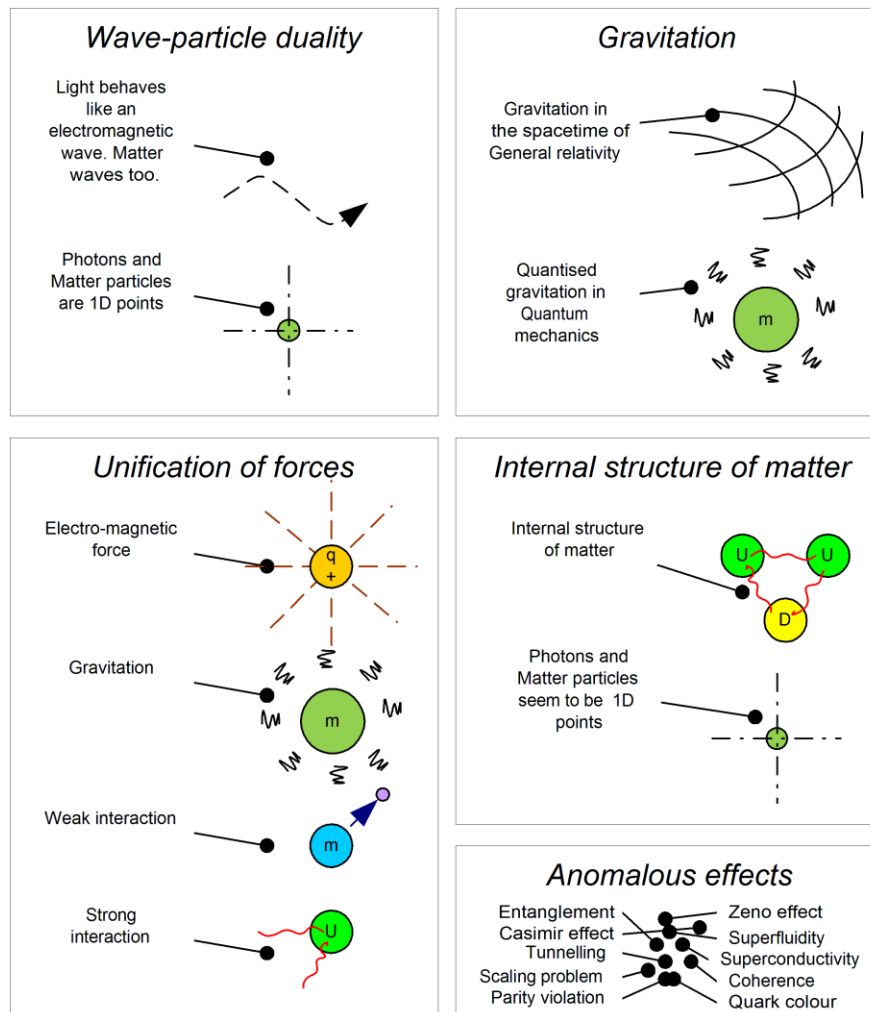 Wave-particle duality
Light behaves
like an
electromagnetic
wave. Matter
waves too.
Photons and
Matter particles
are 1D points
Gravitation
Gravitation in
the spacetime of
General relativity
Quantised
gravitation in
Quantum
mechanics
m
Unification of forces
Electro-magnetic
force
q
+
Gravitation
m
Weak interaction
m
Strong
interaction
U
Internal structure of matter
Internal structure
of matter
U
U
D
Photons and
Matter particles
seem to be 1D
points
Anomalous effects
Entanglement
Casimir effect
Tunnelling
Scaling problem
Parity violation
Zeno effect
Superfluidity
Superconductivity
Coherence
Quark colour